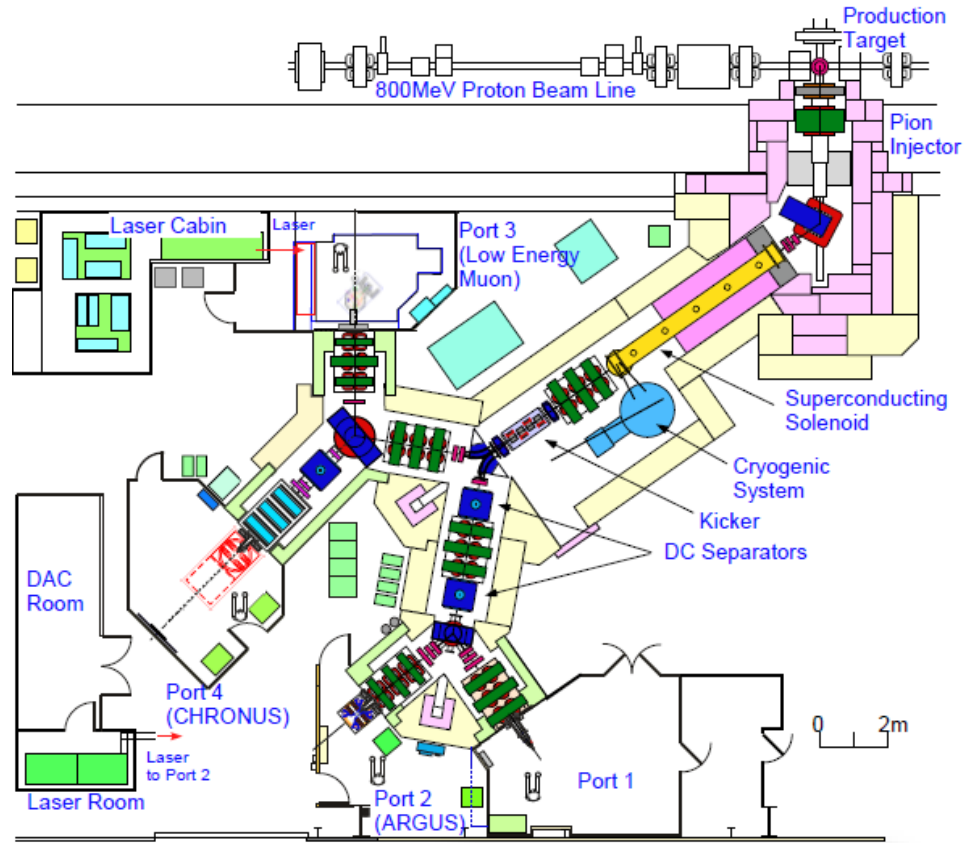 Production
Target
800MeV Proton Beam Line
Pion
Injector
Laser Cabin
Laser
Port 3
(Low Energy
Muon)
Superconducting
Solenoid
Cryogenic
System
Kicker
DC Separators
DAC
Room
Port 4
(CHRONUS)
0 2m
Laser
to Port 2
Laser Room
Port 2
(ARGUS)
Port 1